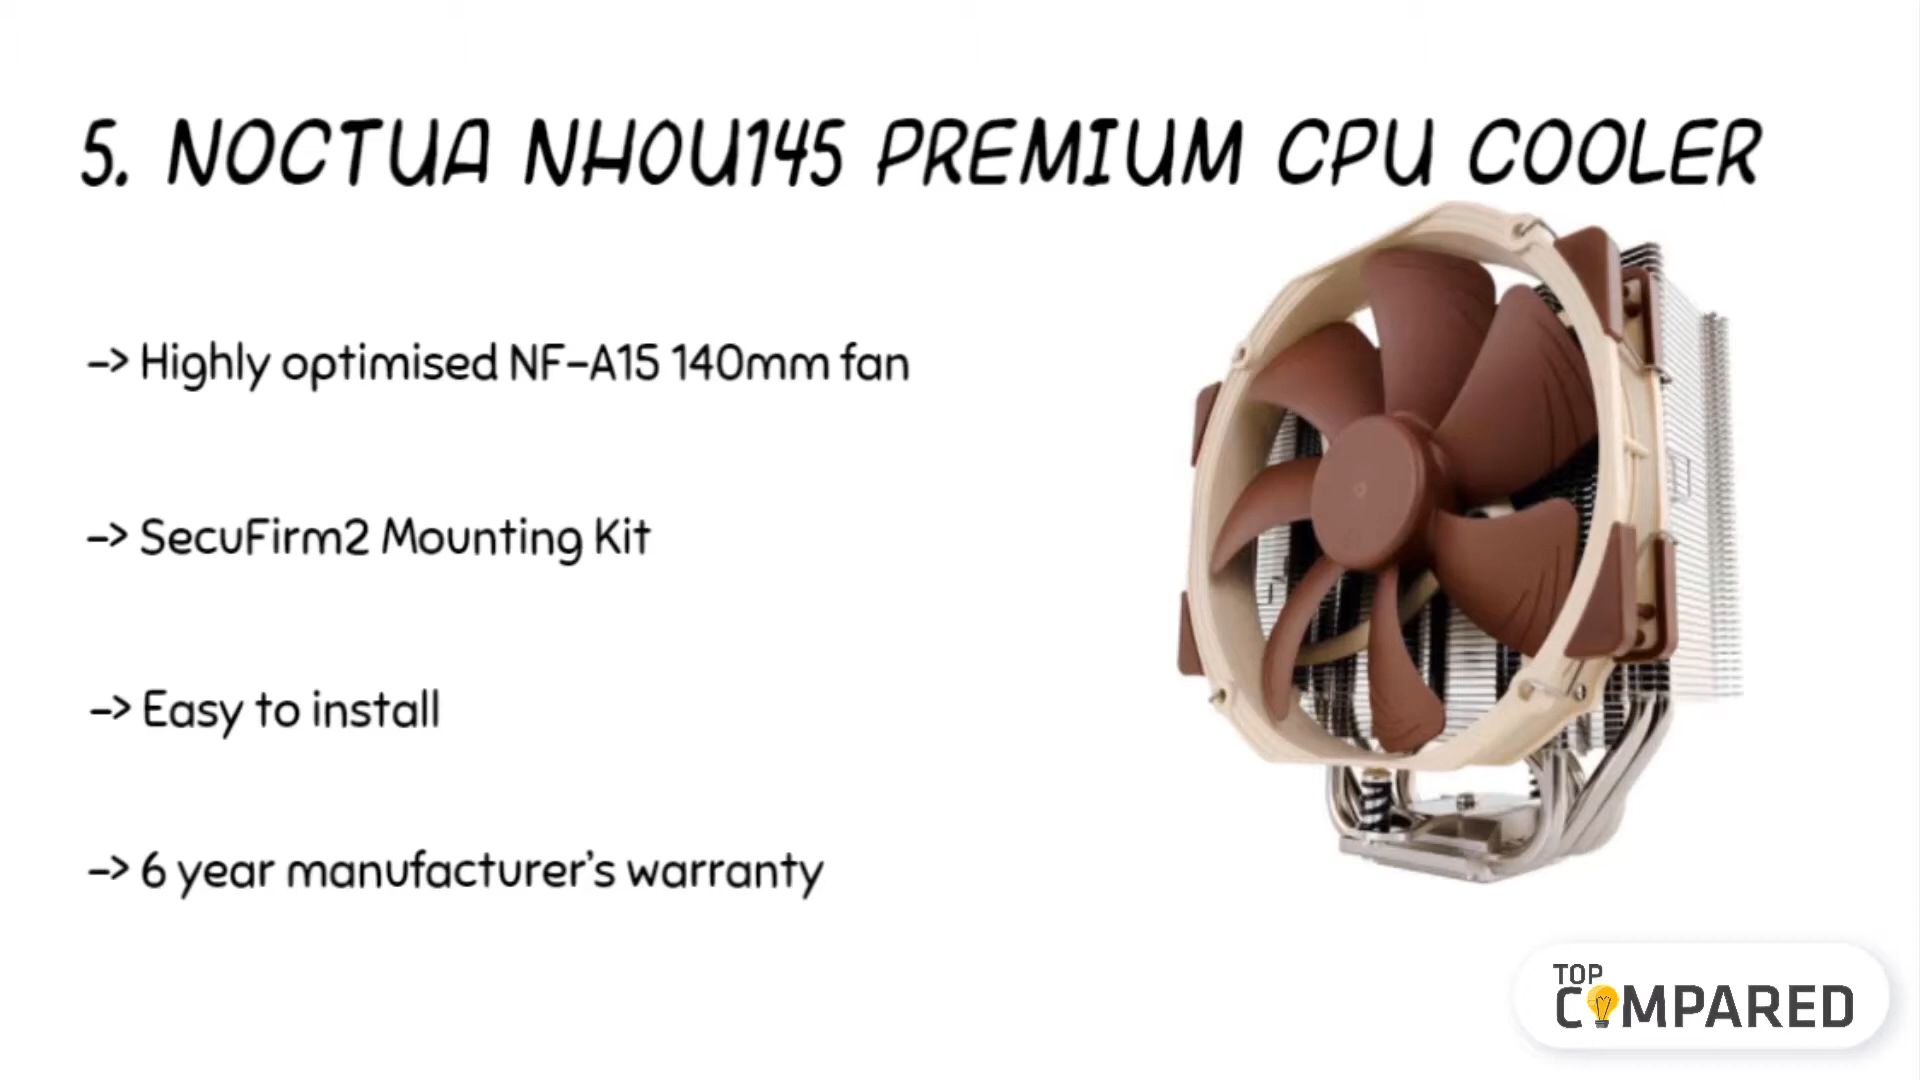 5. NOCTUA NHOU14S PREMIUM CPU COOLER
-> Highly optimised NF-A15 140mm fan
-> SecuFirm2 Mounting Kit
-> Easy to install
-> 6 year manufacturer's warranty
TOP
COMPARED